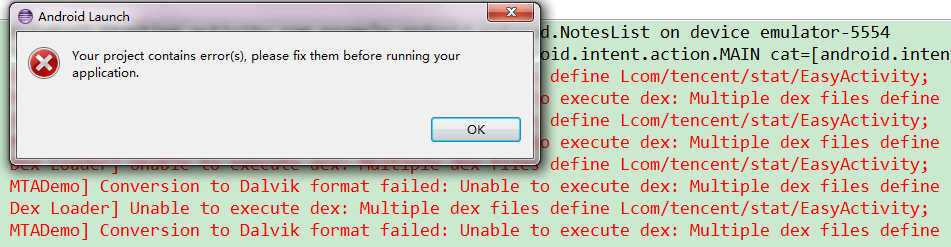 Android Launch
Your project contains error(s), please fix them before running your
application.
OK
d.NotesList on device emulator-5554
oid.intent.action.MAIN cat=[android.inten
define Lcom/tencent/stat/EasyActivity;
to execute dex: Multiple dex files define
define Lcom/tencent/stat/EasyActivity;
to execute dex: Multiple dex files define
Dex Loader] Unable to execute dex: Multiple dex files define Lcom/tencent/stat/EasyActivity;
MTADemo] Conversion to Dalvik format failed: Unable to execute dex: Multiple dex files define
Dex Loader] Unable to execute dex: Multiple dex files define Lcom/tencent/stat/EasyActivity;
MTADemo] Conversion to Dalvik format failed: Unable to execute dex: Multiple dex files define